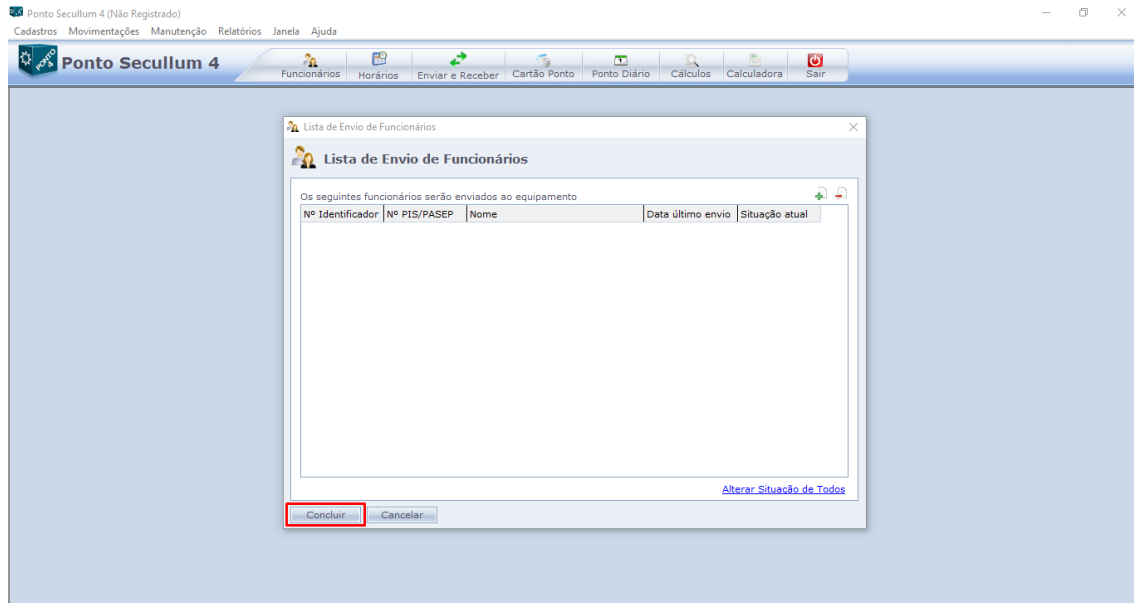 Ponto Secullum 4 (Não Registrado)
Cadastros Movimentações Manutenção Relatórios Janela Ajuda
PONTO
Ponto Secullum 4
Funcionários Horários Enviar e Receber Cartão Ponto Ponto Diário Cálculos Calculadora Sair
Lista de Envio de Funcionários
Lista de Envio de Funcionários
Os seguintes funcionários serão enviados ao equipamento
Nº Identificador Nº PIS/PASEP Nome Data último envio Situação atual
Alterar Situação de Todos
Concluir Cancelar